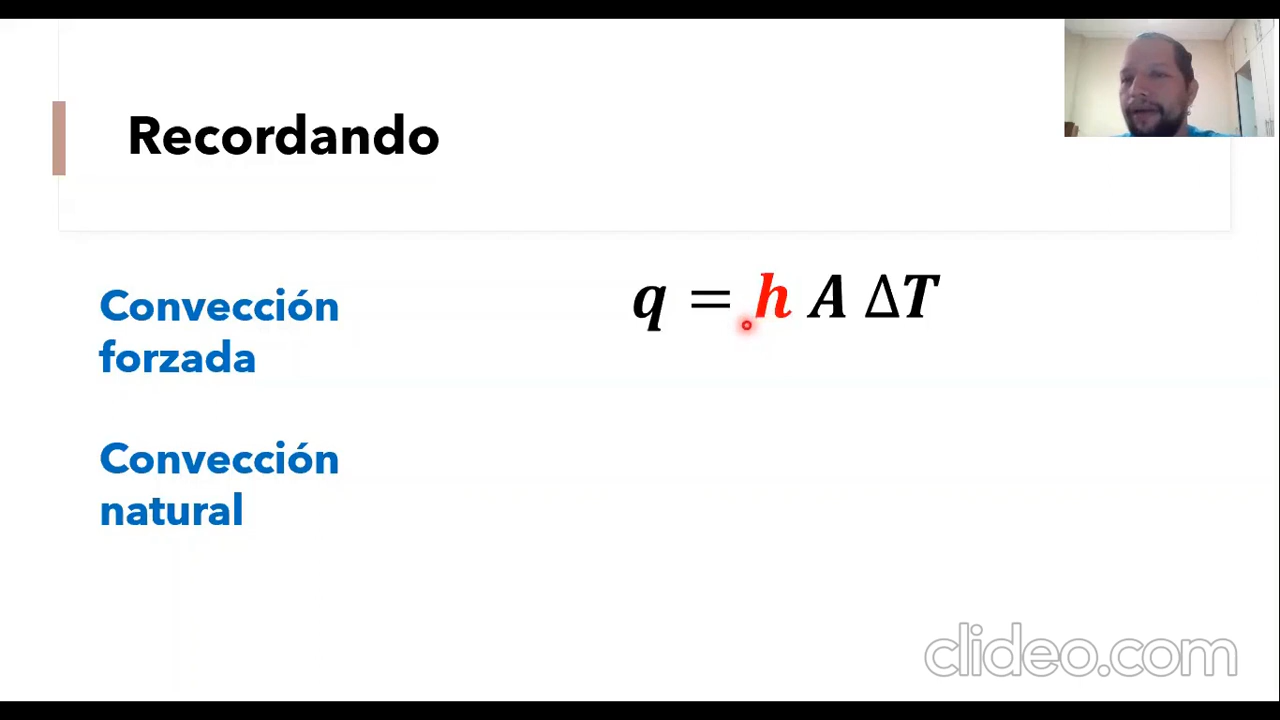 Recordando
Convección
forzada
q = h A ΔT
Convección
natural
clideo.com